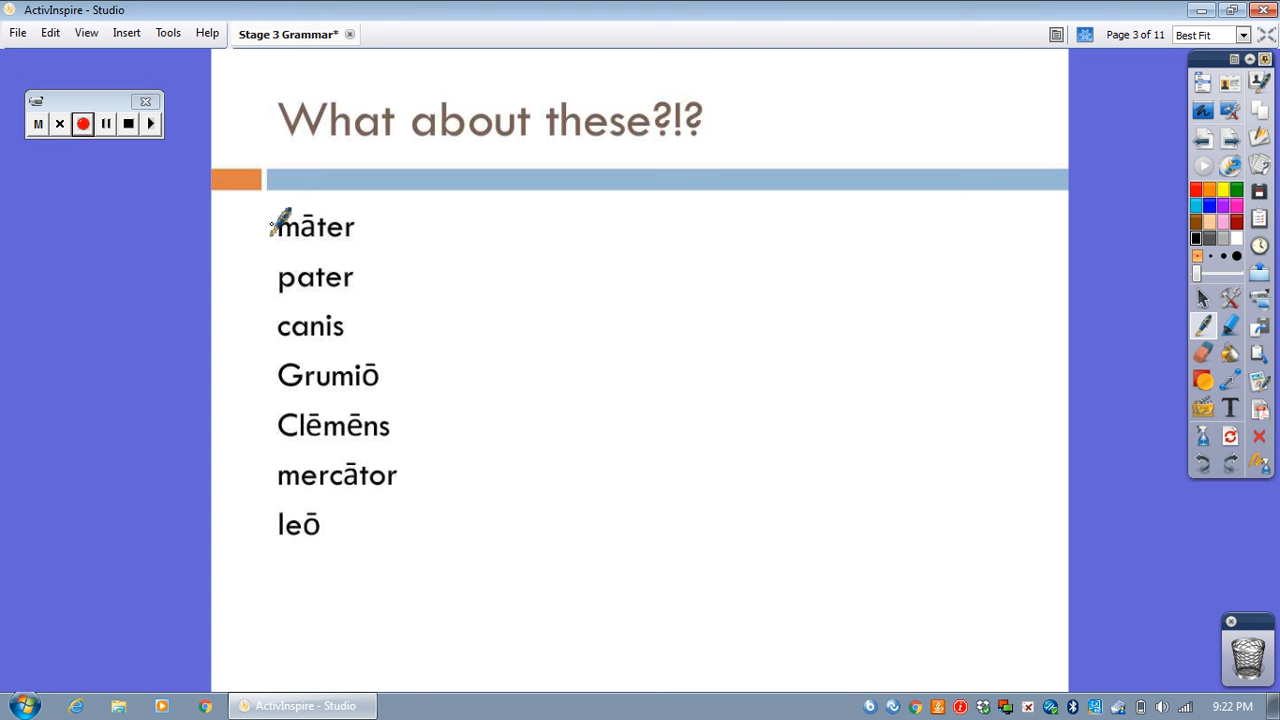 ActivInspire - Studio
File Edit View Insert Tools Help
Stage 3 Grammar*
Page 3 of 11
Best Fit
M
What about these?!?
māter
pater
canis
Grumiō
Clēmēns
mercātor
leō
ActivInspire - Studio
9:22 PM